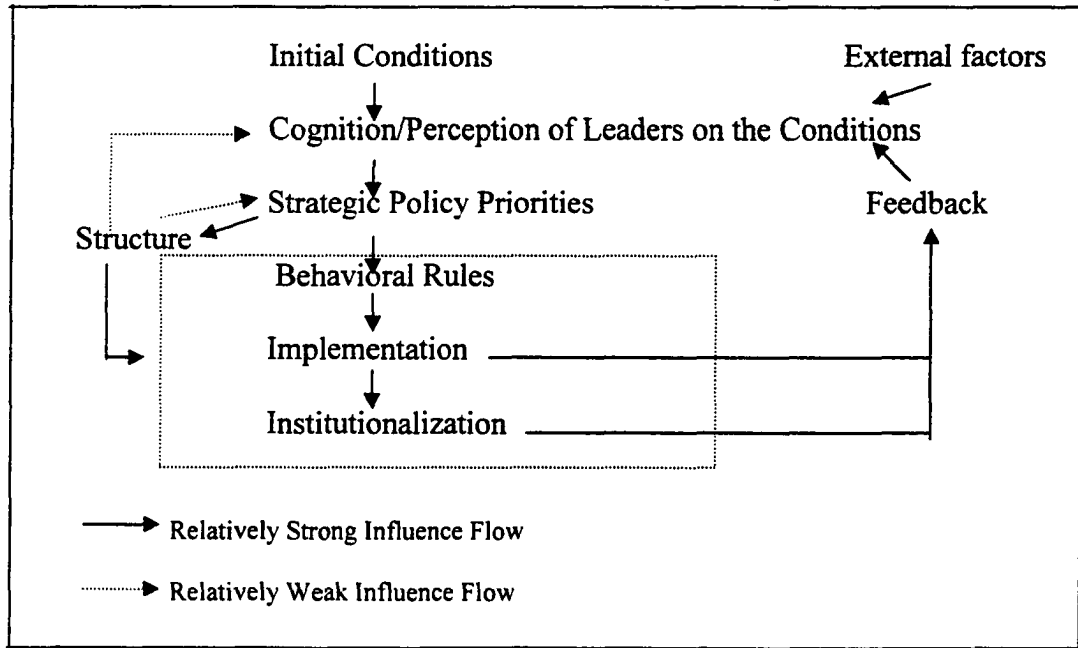 Initial Conditions
External factors
Cognition/Perception of Leaders on the Conditions
Strategic Policy Priorities
Feedback
Structure
Behavioral Rules
Implementation
Institutionalization
Relatively Strong Influence Flow
Relatively Weak Influence Flow